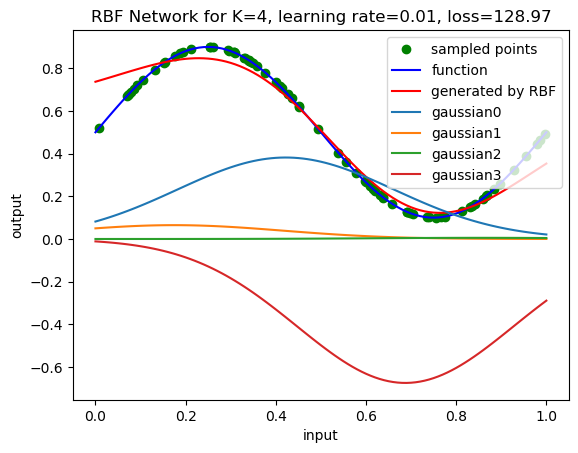 RBF Network for K=4, learning rate=0.01, loss=128.97
sampled points
function
generated by RBF
gaussian0
gaussian1
gaussian2
gaussian3
output
0.8
0.6
0.4
0.2
0.0
−0.2
−0.4
−0.6
0.0 0.2 0.4 0.6 0.8 1.0
input